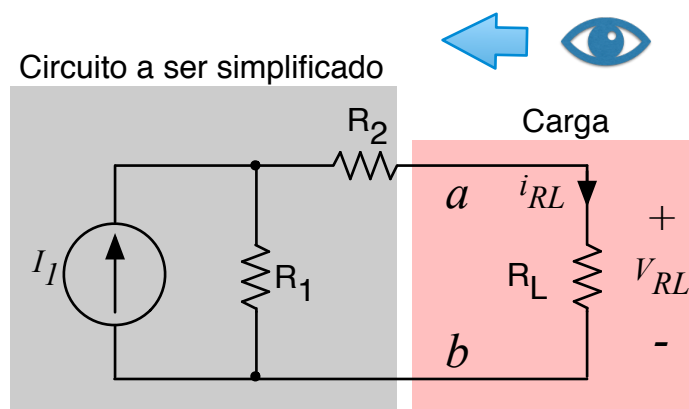 Circuito a ser simplificado
Carga
R2
a
iRL
+
I1
R1
RL
VRL
b
-